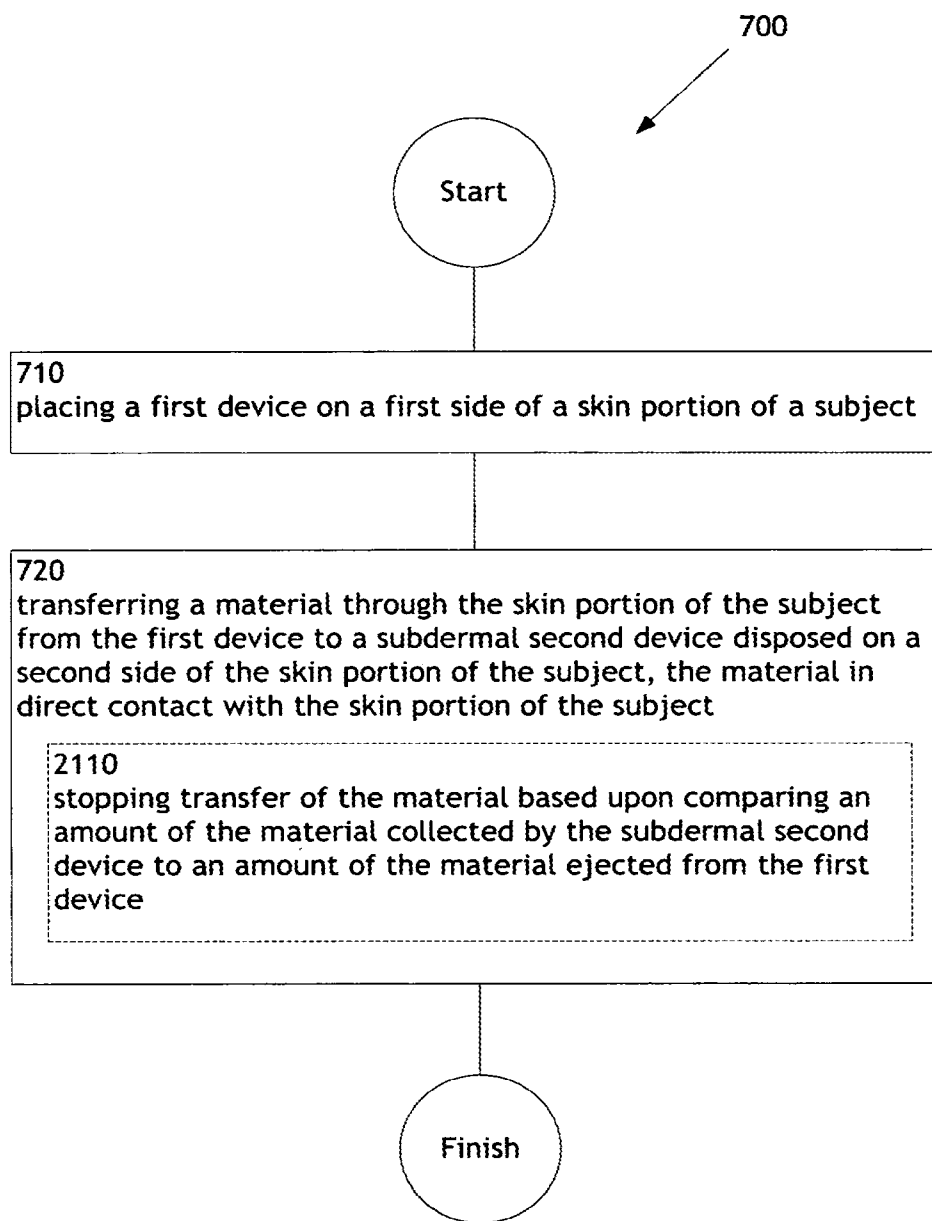 700
Start
710
placing a first device on a first side of a skin portion of a subject
720
transferring a material through the skin portion of the subject
from the first device to a subdermal second device disposed on a
second side of the skin portion of the subject, the material in
direct contact with the skin portion of the subject
2110
stopping transfer of the material based upon comparing an
amount of the material collected by the subdermal second
device to an amount of the material ejected from the first
device
Finish